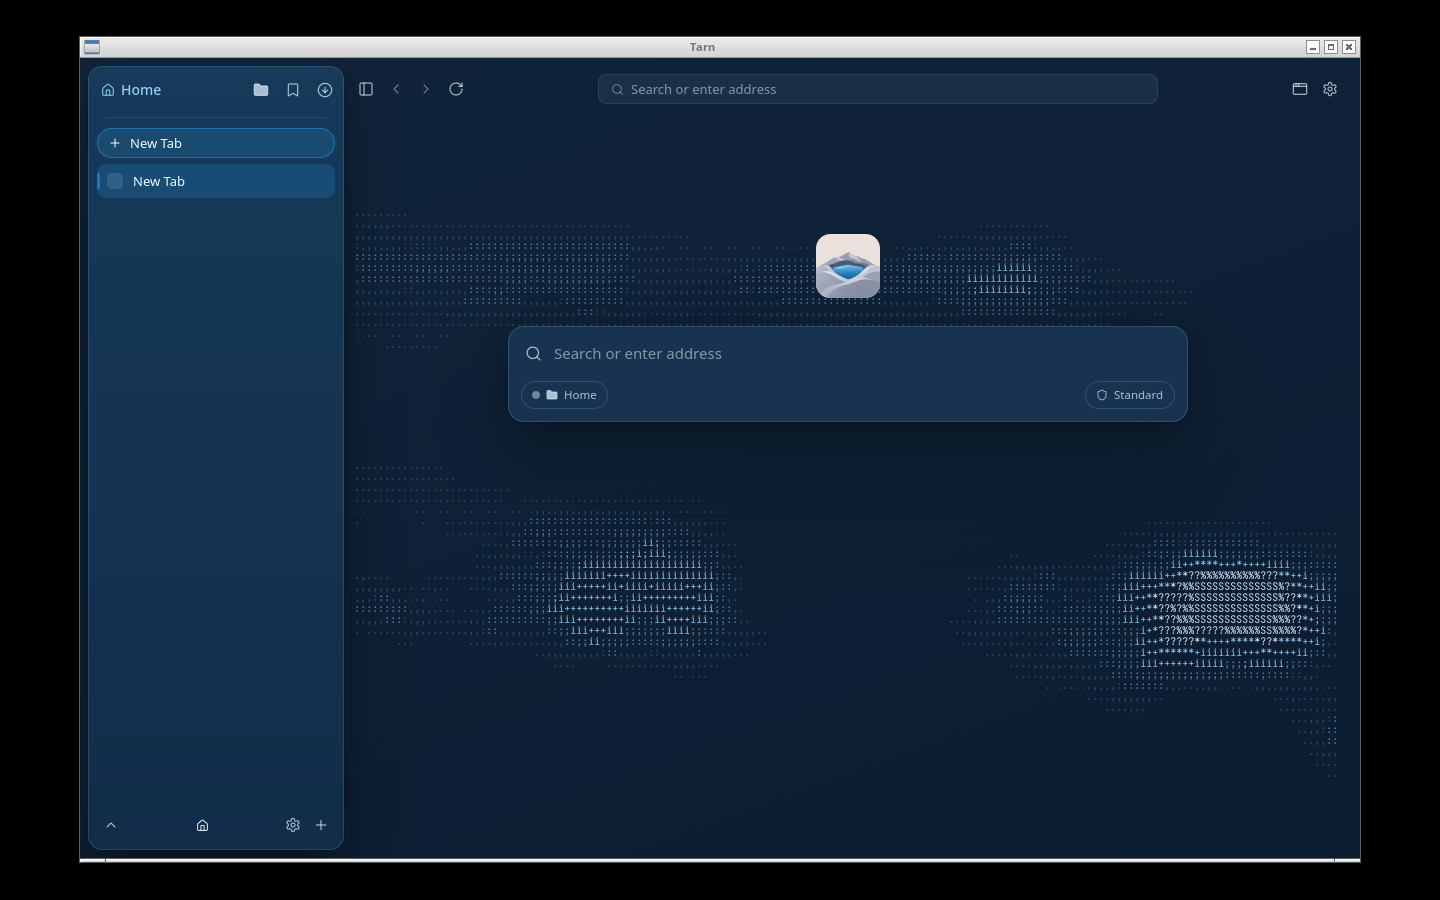 Tarn
Home
Search or enter address
New Tab
New Tab
Search or enter address
Home
Standard